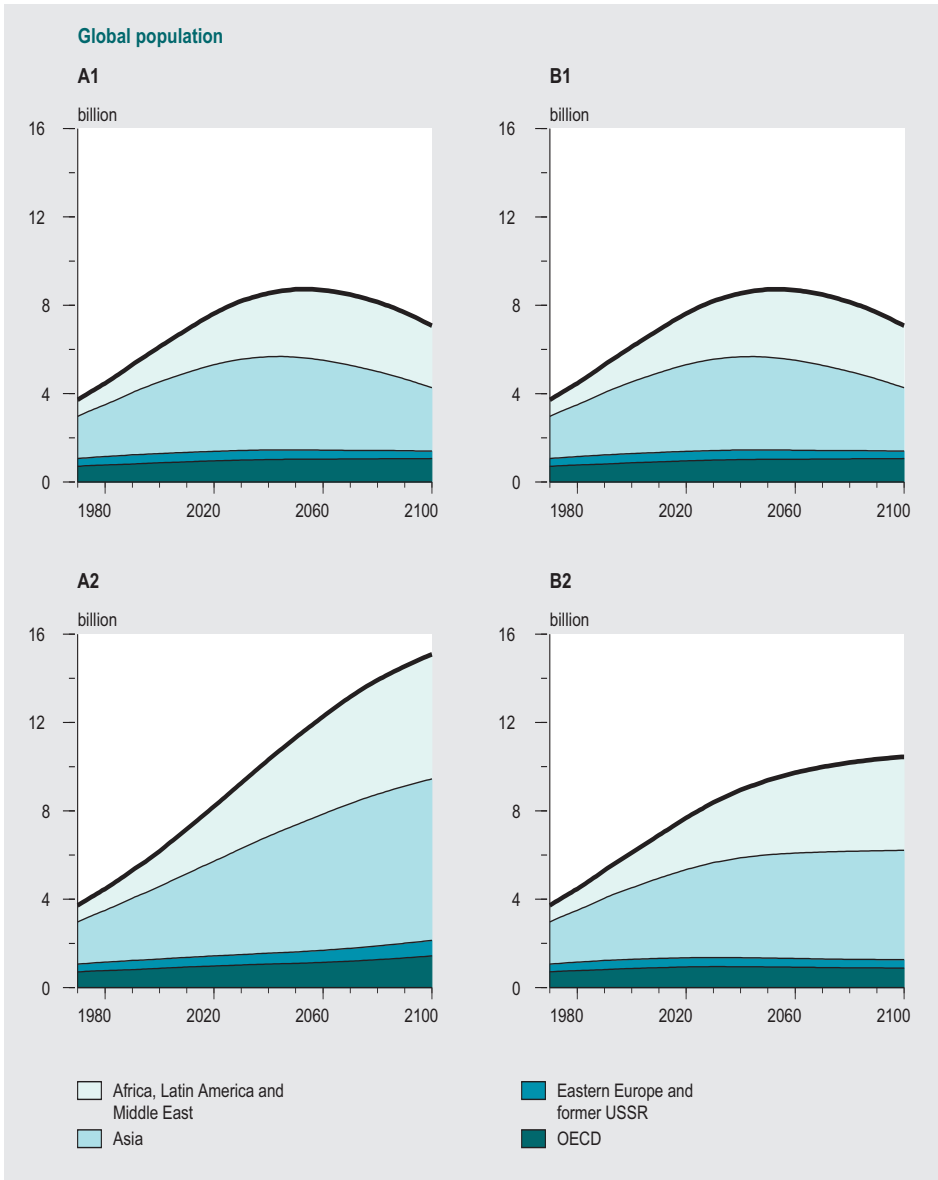 Global population
A1
billion
16
12
8
4
0
1980 2020 2060 2100
B1
billion
16
12
8
4
0
1980 2020 2060 2100
A2
billion
16
12
8
4
0
1980 2020 2060 2100
B2
billion
16
12
8
4
0
1980 2020 2060 2100
Africa, Latin America and
Middle East
Asia
Eastern Europe and
former USSR
OECD